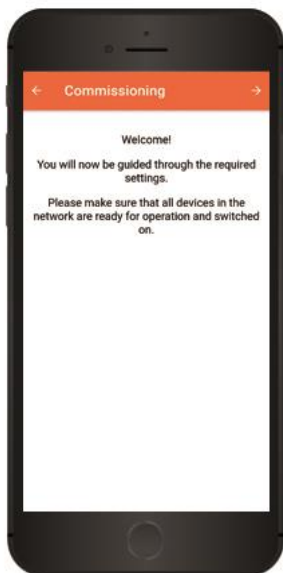 ← Commissioning →
Welcome!
You will now be guided through the required
settings.
Please make sure that all devices in the
network are ready for operation and switched
on.